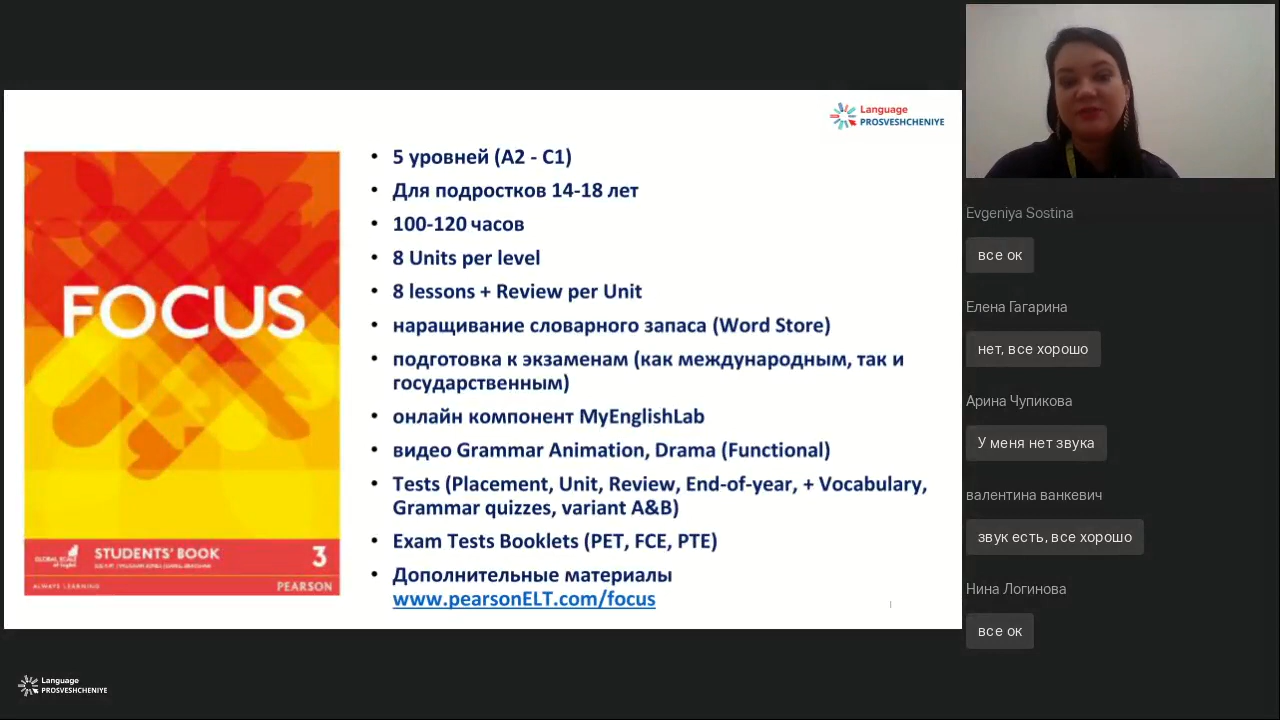 Language
PROSVESHCHENIYE
FOCUS
STUDENTS' BOOK
3
ALWAYS LEARNING
PEARSON
• 5 уровней (A2 - C1)
• Для подростков 14-18 лет
• 100-120 часов
• 8 Units per level
• 8 lessons + Review per Unit
• наращивание словарного запаса (Word Store)
• подготовка к экзаменам (как международным, так и
государственным)
• онлайн компонент MyEnglishLab
• видео Grammar Animation, Drama (Functional)
• Tests (Placement, Unit, Review, End-of-year, + Vocabulary,
Grammar quizzes, variant A&B)
• Exam Tests Booklets (PET, FCE, PTE)
• Дополнительные материалы
www.pearsonELT.com/focus
Evgeniya Sostina
все ок
Елена Гагарина
нет, все хорошо
Арина Чупикова
У меня нет звука
валентина ванкевич
звук есть, все хорошо
Нина Логинова
все ок
Language
PROSVESHCHENIYE